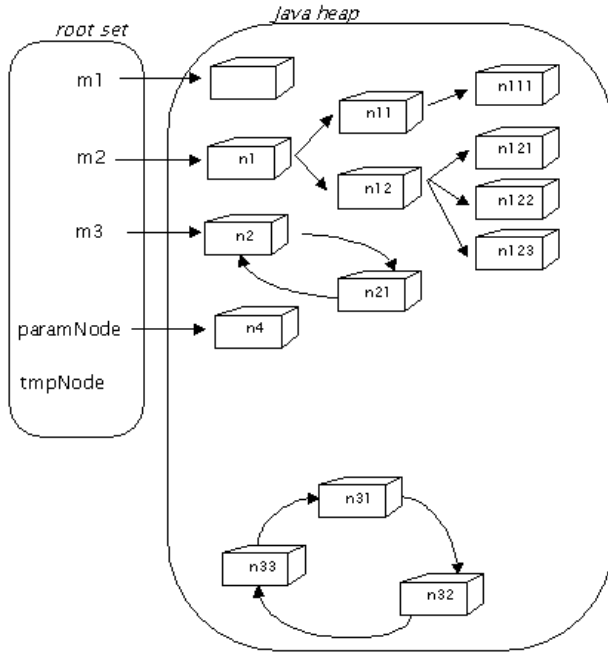 java heap
root set
m1
m2
m3
paramNode
tmpNode
n1
n11
n111
n12
n121
n122
n123
n2
n21
n4
n31
n33
n32